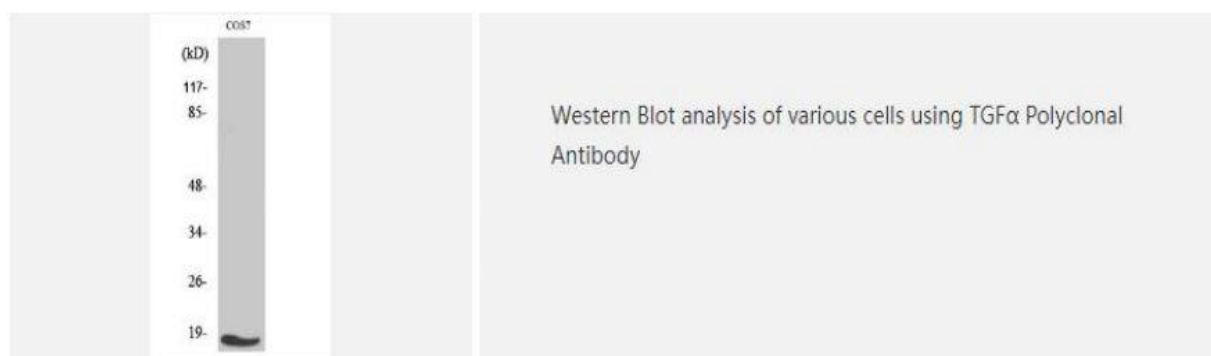 COS7
(kD)
117-
85-
48-
34-
26-
19-
Western Blot analysis of various cells using TGFα Polyclonal
Antibody